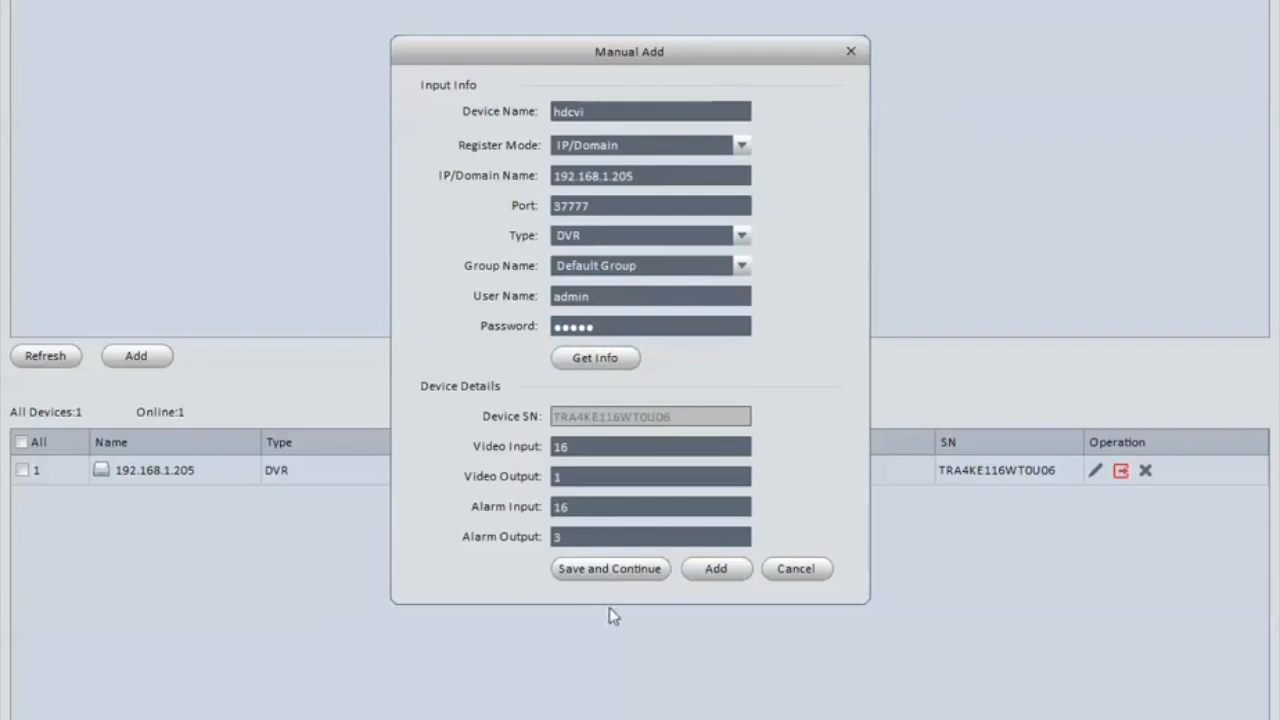 Manual Add
Input Info
Device Name: hdcvi
Register Mode: IP/Domain
IP/Domain Name: 192.168.1.205
Port: 37777
Type: DVR
Group Name: Default Group
User Name: admin
Password: ●●●●●
Get Info
Refresh Add
Device Details
All Devices:1 Online:1
Device SN: TRA4KE116WT0U06
All Name Type SN Operation
Video Input: 16
1 192.168.1.205 DVR TRA4KE116WT0U06
Video Output: 1
Alarm Input: 16
Alarm Output: 3
Save and Continue Add Cancel